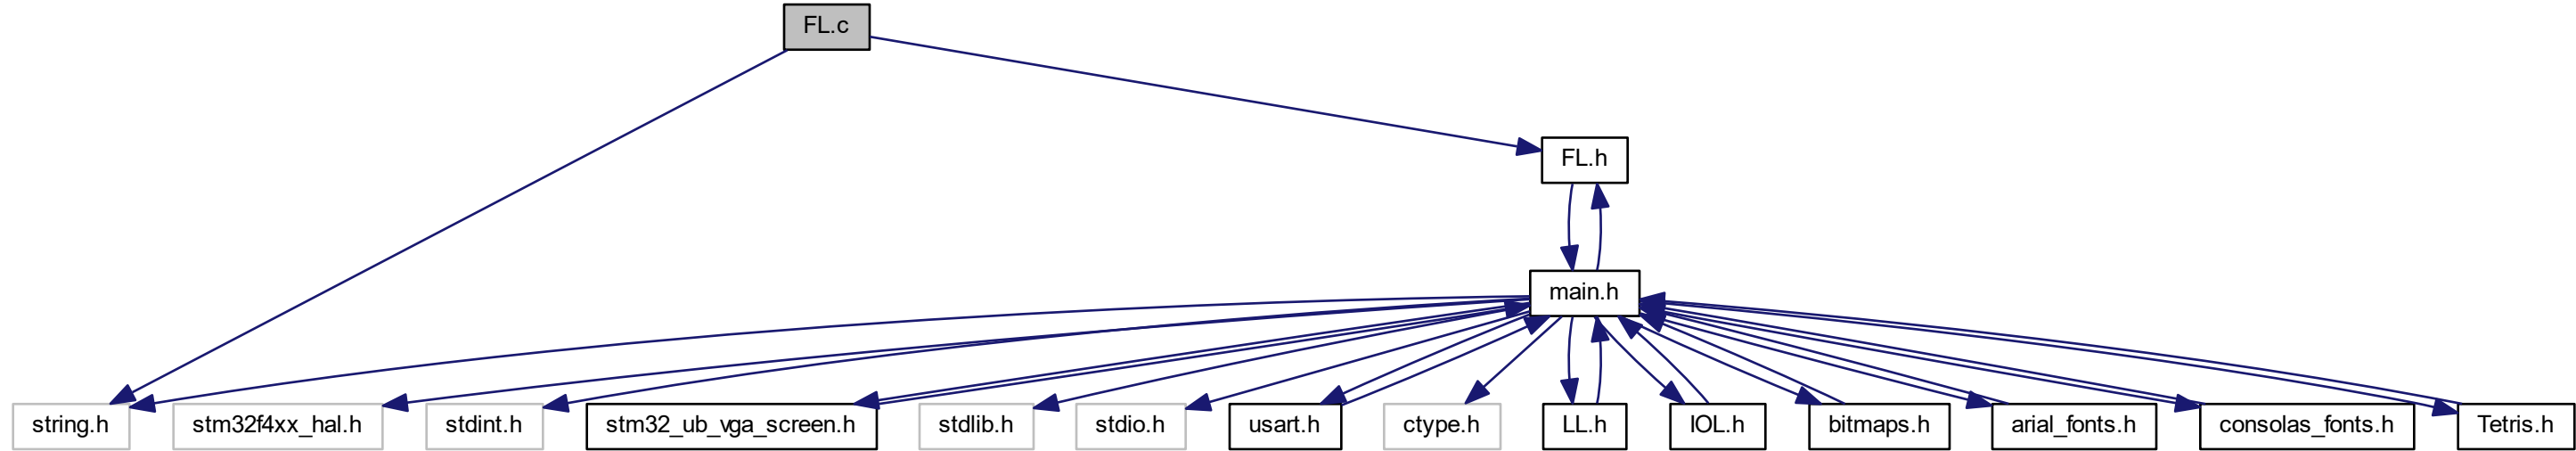 FL.c
FL.h
main.h
string.h
stm32f4xx_hal.h
stdint.h
stm32_ub_vga_screen.h
stdlib.h
stdio.h
usart.h
ctype.h
LL.h
IOL.h
bitmaps.h
arial_fonts.h
consolas_fonts.h
Tetris.h